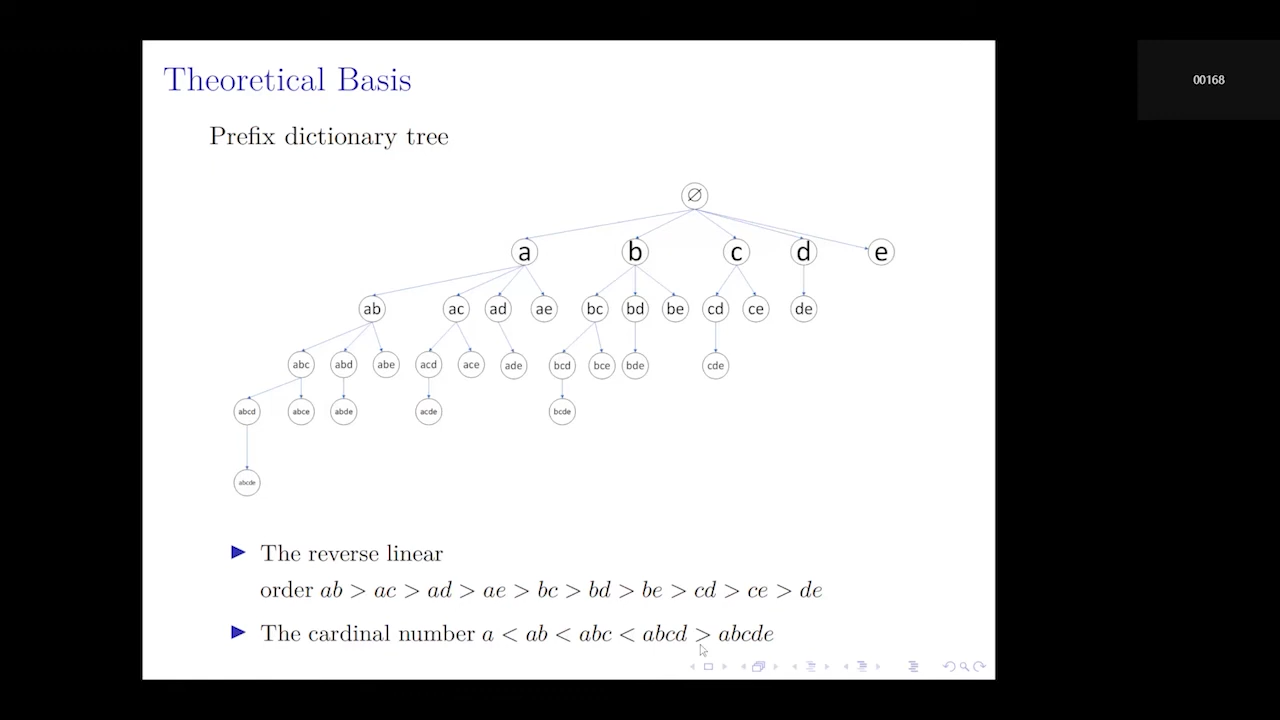 00168
Theoretical Basis
Prefix dictionary tree
∅
a b c d e
ab ac ad ae bc bd be cd ce de
abc abd abe acd ace ade bcd bce bde cde
abcd abce abde acde bcde
abcde
The reverse linear
order ab > ac > ad > ae > bc > bd > be > cd > ce > de
The cardinal number a < ab < abc < abcd > abcde